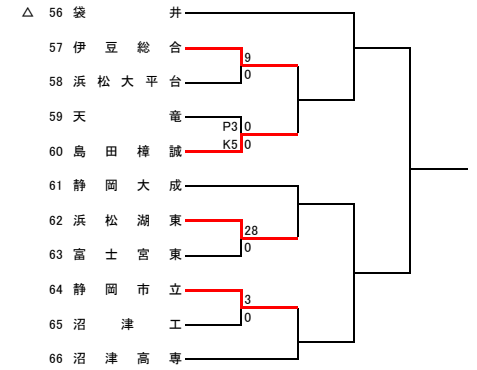 △ 56 袋井
57 伊豆総合
9
0
58 浜松大平台
59 天竜
P3 0
K5 0
60 島田樟誠
61 静岡大成
62 浜松湖東
28
0
63 富士宮東
64 静岡市立
3
0
65 沼津工
66 沼津高専